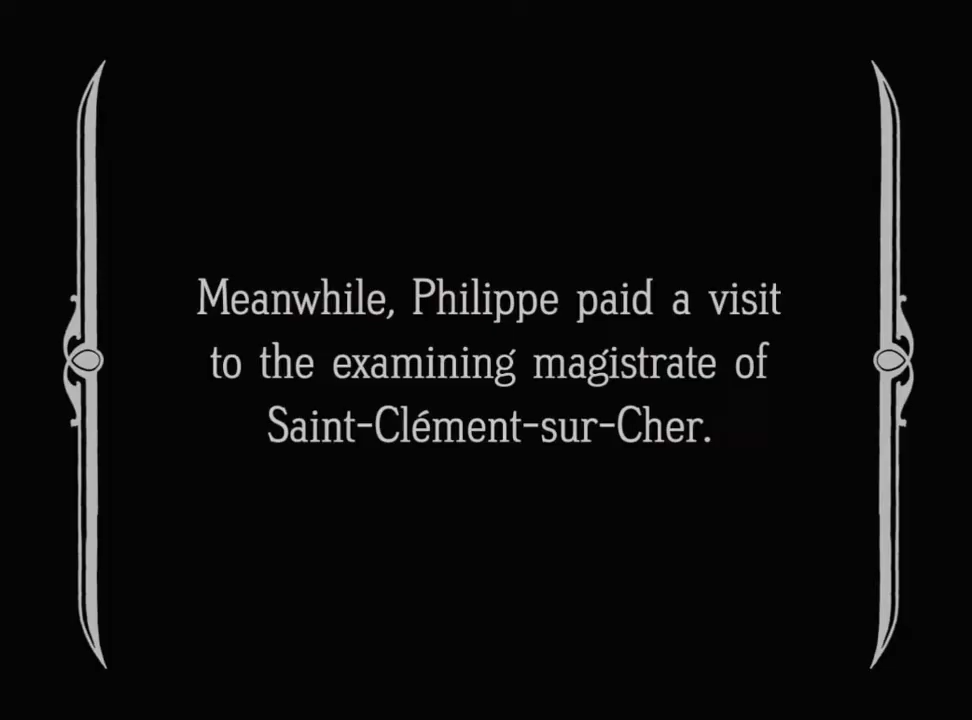 Meanwhile, Philippe paid a visit
to the examining magistrate of
Saint-Clément-sur-Cher.